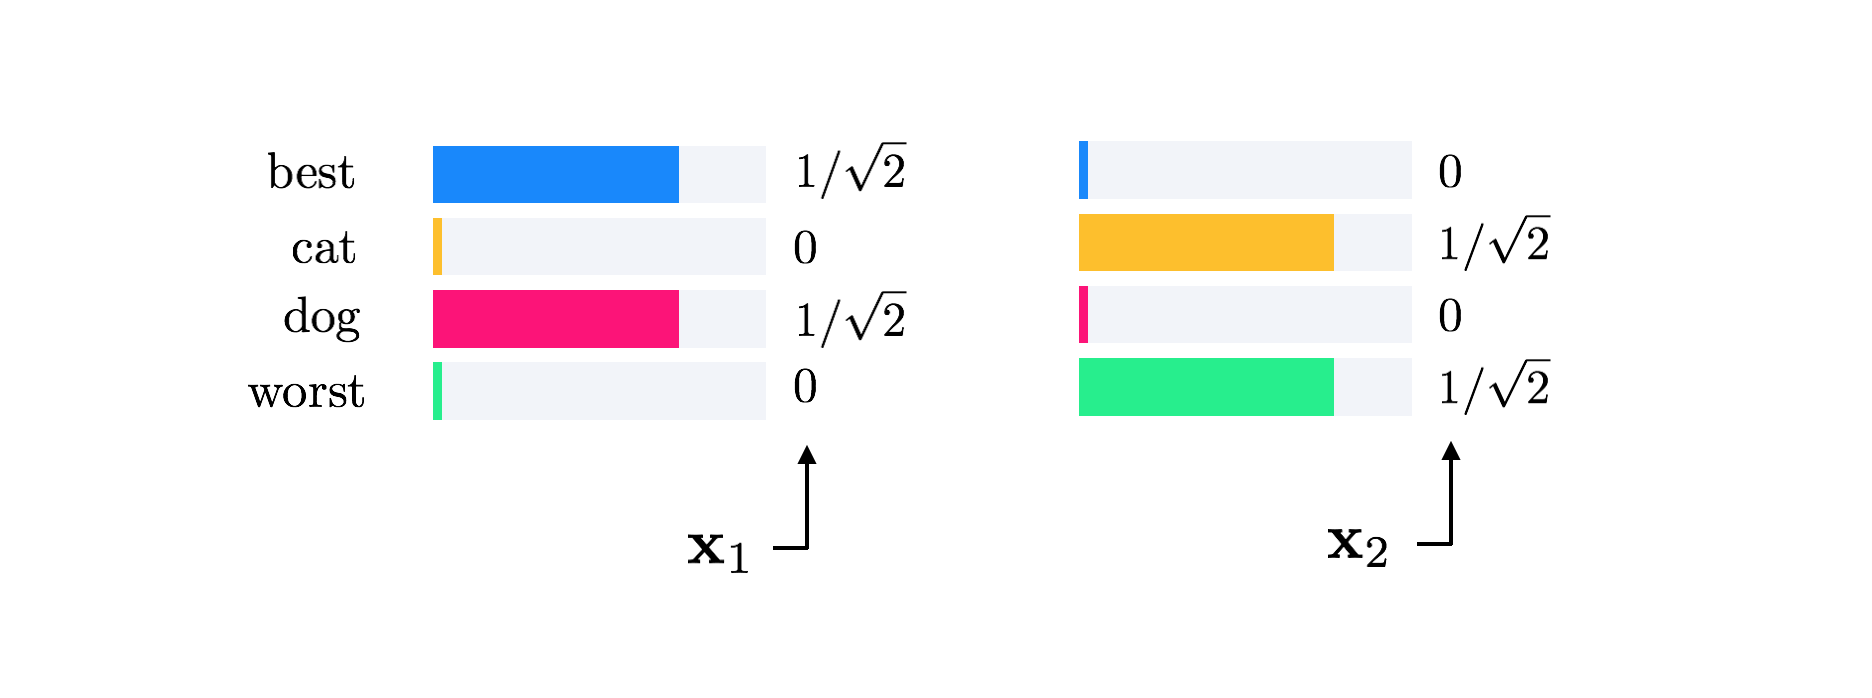 best 1/√2 0
cat 0 1/√2
dog 1/√2 0
worst 0 1/√2
x₁ x₂